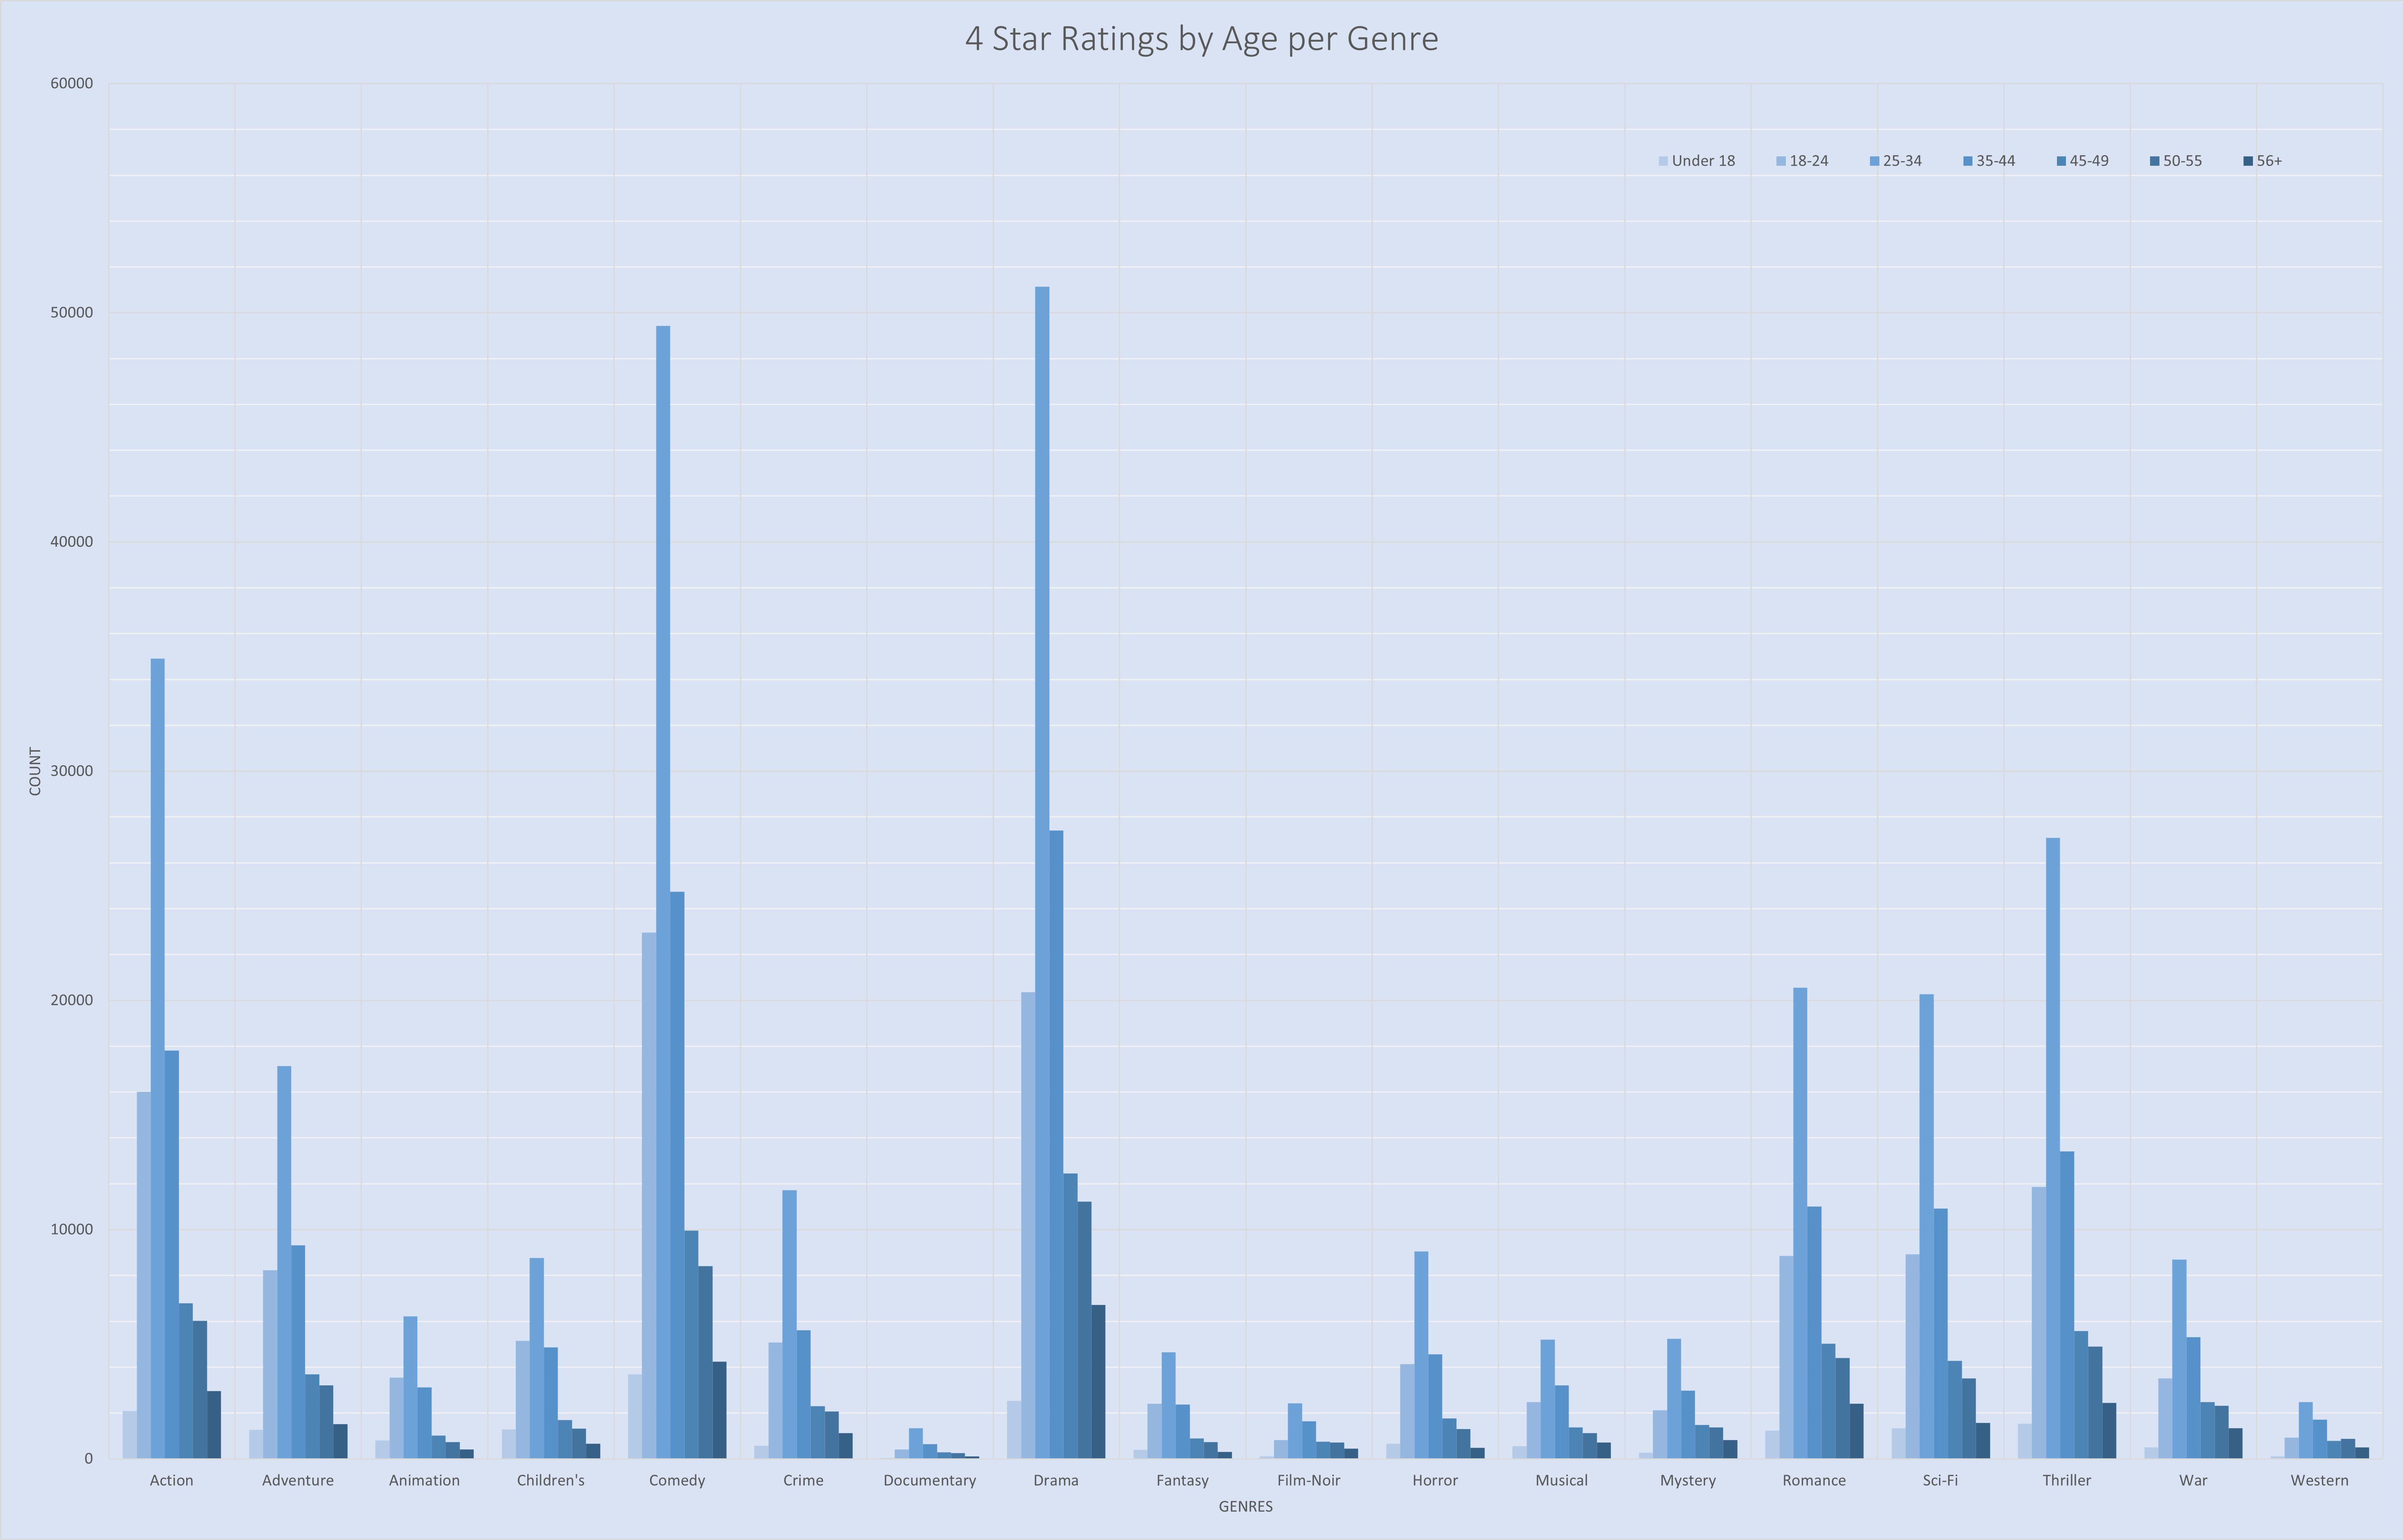 4 Star Ratings by Age per Genre
60000
50000
40000
30000
20000
10000
0
COUNT
Under 18 18-24 25-34 35-44 45-49 50-55 56+
Action Adventure Animation Children's Comedy Crime Documentary Drama Fantasy Film-Noir Horror Musical Mystery Romance Sci-Fi Thriller War Western
GENRES